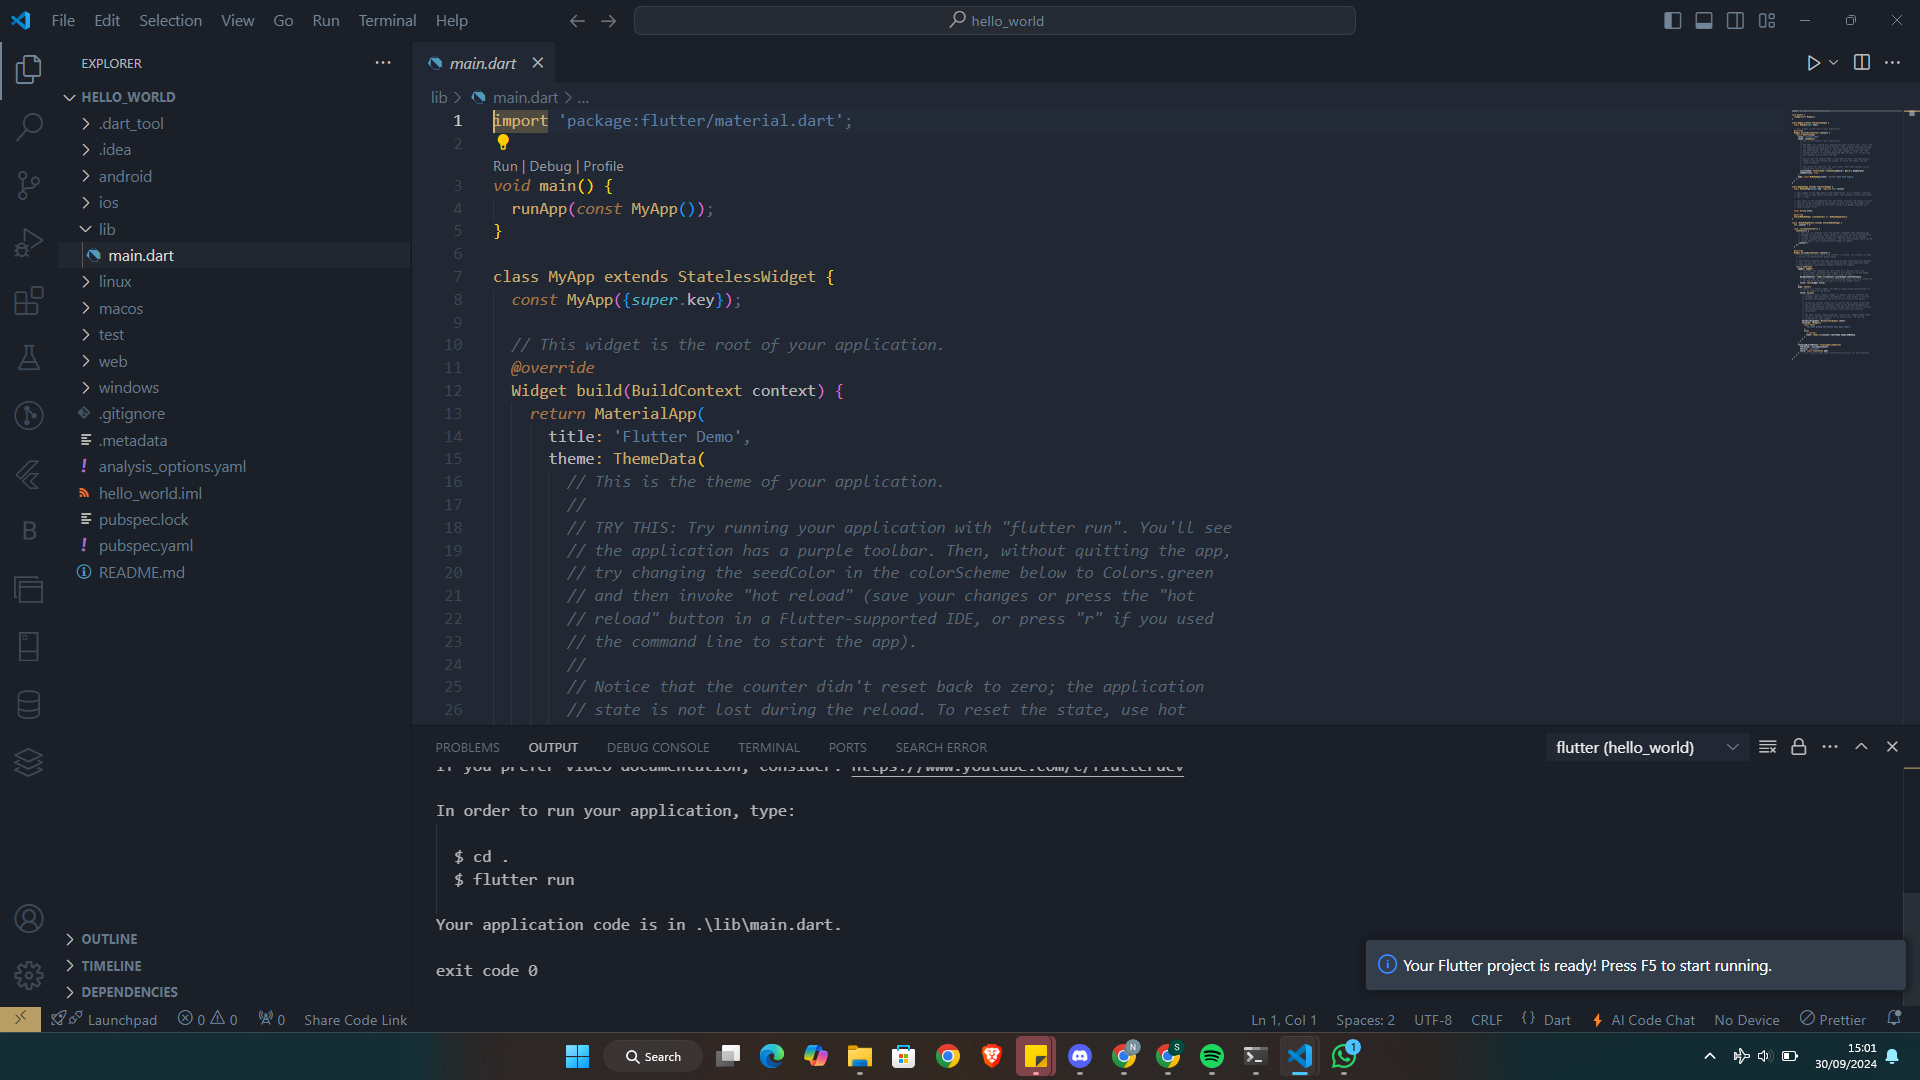 File Edit Selection View Go Run Terminal Help
hello_world
EXPLORER
HELLO_WORLD
.dart_tool
.idea
android
ios
lib
main.dart
linux
macos
test
web
windows
.gitignore
.metadata
analysis_options.yaml
hello_world.iml
pubspec.lock
pubspec.yaml
README.md
OUTLINE
TIMELINE
DEPENDENCIES
main.dart
lib > main.dart > ...
1 import 'package:flutter/material.dart';
2
Run | Debug | Profile
3 void main() {
4 runApp(const MyApp());
5 }
6
7 class MyApp extends StatelessWidget {
8 const MyApp({super.key});
9
10 // This widget is the root of your application.
11 @override
12 Widget build(BuildContext context) {
13 return MaterialApp(
14 title: 'Flutter Demo',
15 theme: ThemeData(
16 // This is the theme of your application.
17 //
18 // TRY THIS: Try running your application with "flutter run". You'll see
19 // the application has a purple toolbar. Then, without quitting the app,
20 // try changing the seedColor in the colorScheme below to Colors.green
21 // and then invoke "hot reload" (save your changes or press the "hot
22 // reload" button in a Flutter-supported IDE, or press "r" if you used
23 // the command line to start the app).
24 //
25 // Notice that the counter didn't reset back to zero; the application
26 // state is not lost during the reload. To reset the state, use hot
PROBLEMS OUTPUT DEBUG CONSOLE TERMINAL PORTS SEARCH ERROR
flutter (hello_world)
If you prefer video documentation, consider: https://www.youtube.com/c/flutterdev
In order to run your application, type:
$ cd .
$ flutter run
Your application code is in .\lib\main.dart.
exit code 0
Your Flutter project is ready! Press F5 to start running.
Launchpad 0 0 0 Share Code Link
Ln 1, Col 1 Spaces: 2 UTF-8 CRLF {} Dart AI Code Chat No Device Prettier
Search
N
S
1
15:01
30/09/2024